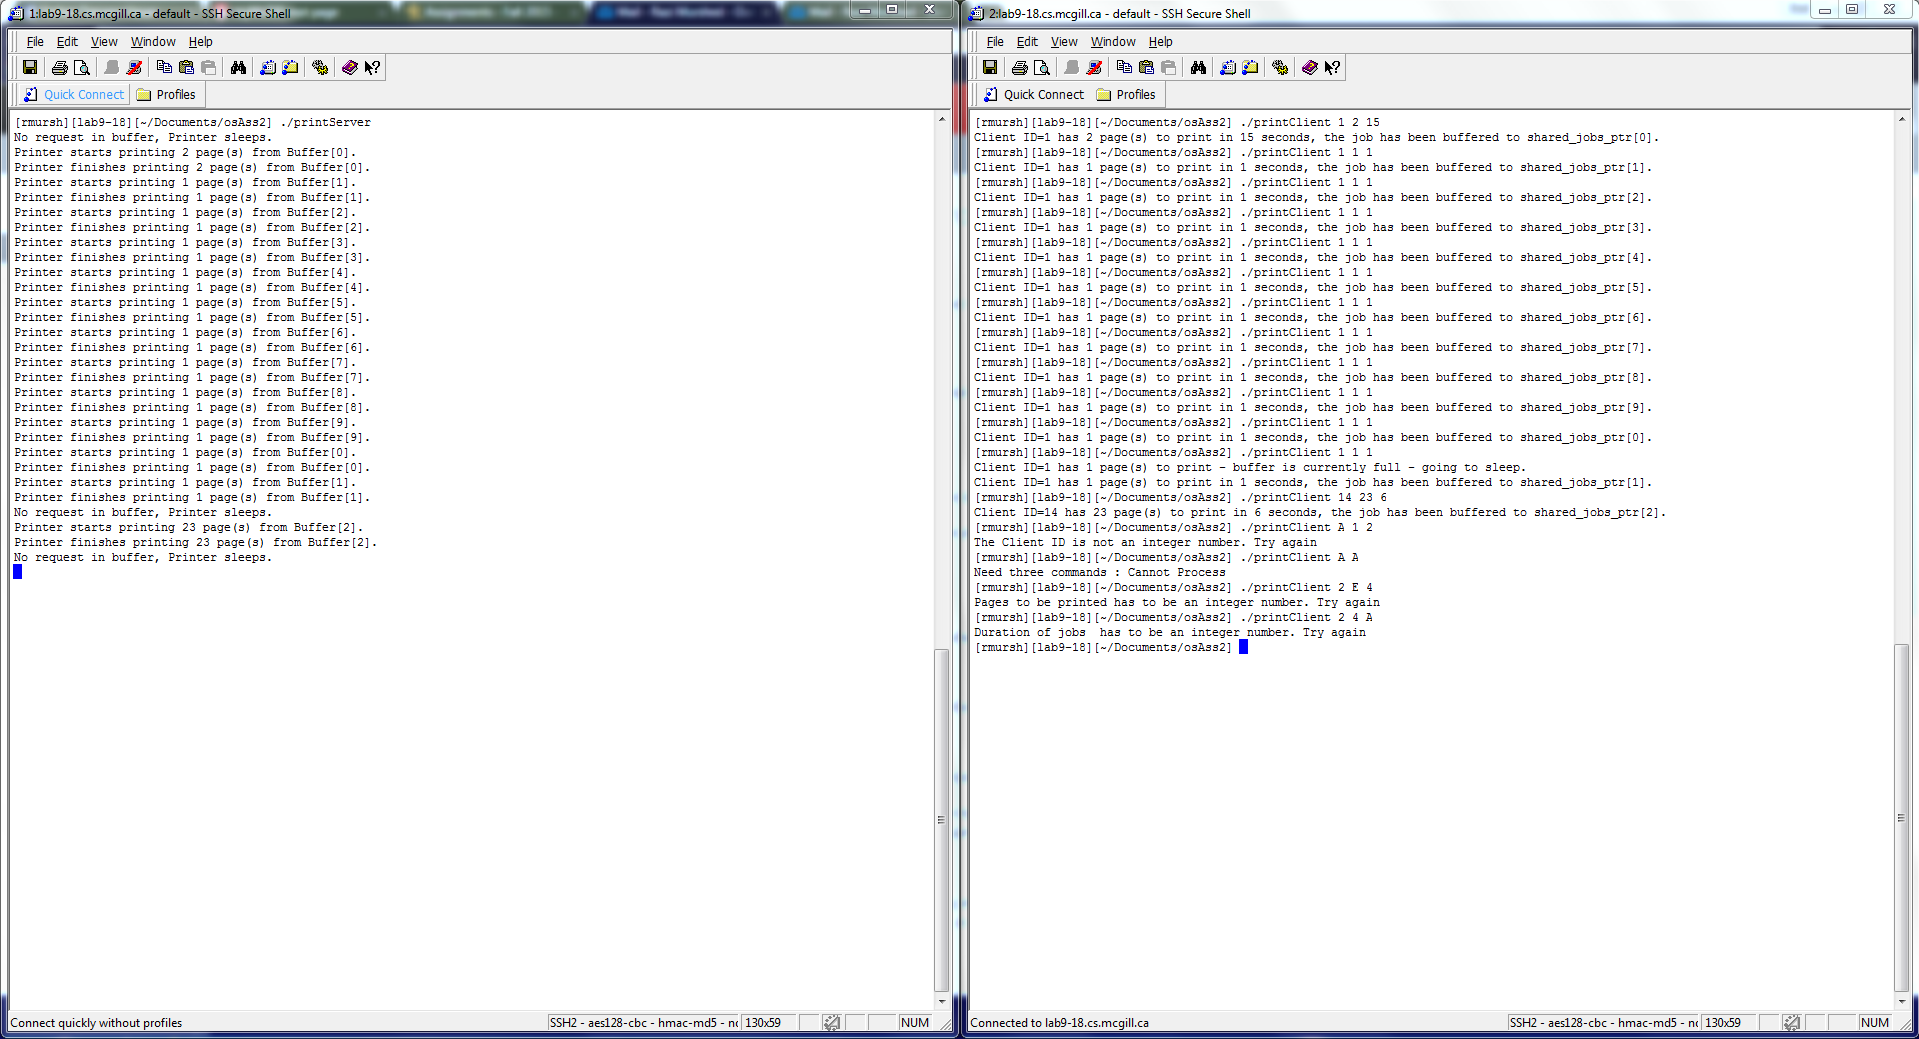 1:lab9-18.cs.mcgill.ca - default - SSH Secure Shell
File Edit View Window Help
Quick Connect Profiles
[rmursh][lab9-18][~/Documents/osAss2] ./printServer
No request in buffer, Printer sleeps.
Printer starts printing 2 page(s) from Buffer[0].
Printer finishes printing 2 page(s) from Buffer[0].
Printer starts printing 1 page(s) from Buffer[1].
Printer finishes printing 1 page(s) from Buffer[1].
Printer starts printing 1 page(s) from Buffer[2].
Printer finishes printing 1 page(s) from Buffer[2].
Printer starts printing 1 page(s) from Buffer[3].
Printer finishes printing 1 page(s) from Buffer[3].
Printer starts printing 1 page(s) from Buffer[4].
Printer finishes printing 1 page(s) from Buffer[4].
Printer starts printing 1 page(s) from Buffer[5].
Printer finishes printing 1 page(s) from Buffer[5].
Printer starts printing 1 page(s) from Buffer[6].
Printer finishes printing 1 page(s) from Buffer[6].
Printer starts printing 1 page(s) from Buffer[7].
Printer finishes printing 1 page(s) from Buffer[7].
Printer starts printing 1 page(s) from Buffer[8].
Printer finishes printing 1 page(s) from Buffer[8].
Printer starts printing 1 page(s) from Buffer[9].
Printer finishes printing 1 page(s) from Buffer[9].
Printer starts printing 1 page(s) from Buffer[0].
Printer finishes printing 1 page(s) from Buffer[0].
Printer starts printing 1 page(s) from Buffer[1].
Printer finishes printing 1 page(s) from Buffer[1].
No request in buffer, Printer sleeps.
Printer starts printing 23 page(s) from Buffer[2].
Printer finishes printing 23 page(s) from Buffer[2].
No request in buffer, Printer sleeps.
Connect quickly without profiles SSH2 - aes128-cbc - hmac-md5 - nc 130x59 NUM
2:lab9-18.cs.mcgill.ca - default - SSH Secure Shell
File Edit View Window Help
Quick Connect Profiles
[rmursh][lab9-18][~/Documents/osAss2] ./printClient 1 2 15
Client ID=1 has 2 page(s) to print in 15 seconds, the job has been buffered to shared_jobs_ptr[0].
[rmursh][lab9-18][~/Documents/osAss2] ./printClient 1 1 1
Client ID=1 has 1 page(s) to print in 1 seconds, the job has been buffered to shared_jobs_ptr[1].
[rmursh][lab9-18][~/Documents/osAss2] ./printClient 1 1 1
Client ID=1 has 1 page(s) to print in 1 seconds, the job has been buffered to shared_jobs_ptr[2].
[rmursh][lab9-18][~/Documents/osAss2] ./printClient 1 1 1
Client ID=1 has 1 page(s) to print in 1 seconds, the job has been buffered to shared_jobs_ptr[3].
[rmursh][lab9-18][~/Documents/osAss2] ./printClient 1 1 1
Client ID=1 has 1 page(s) to print in 1 seconds, the job has been buffered to shared_jobs_ptr[4].
[rmursh][lab9-18][~/Documents/osAss2] ./printClient 1 1 1
Client ID=1 has 1 page(s) to print in 1 seconds, the job has been buffered to shared_jobs_ptr[5].
[rmursh][lab9-18][~/Documents/osAss2] ./printClient 1 1 1
Client ID=1 has 1 page(s) to print in 1 seconds, the job has been buffered to shared_jobs_ptr[6].
[rmursh][lab9-18][~/Documents/osAss2] ./printClient 1 1 1
Client ID=1 has 1 page(s) to print in 1 seconds, the job has been buffered to shared_jobs_ptr[7].
[rmursh][lab9-18][~/Documents/osAss2] ./printClient 1 1 1
Client ID=1 has 1 page(s) to print in 1 seconds, the job has been buffered to shared_jobs_ptr[8].
[rmursh][lab9-18][~/Documents/osAss2] ./printClient 1 1 1
Client ID=1 has 1 page(s) to print in 1 seconds, the job has been buffered to shared_jobs_ptr[9].
[rmursh][lab9-18][~/Documents/osAss2] ./printClient 1 1 1
Client ID=1 has 1 page(s) to print in 1 seconds, the job has been buffered to shared_jobs_ptr[0].
[rmursh][lab9-18][~/Documents/osAss2] ./printClient 1 1 1
Client ID=1 has 1 page(s) to print - buffer is currently full - going to sleep.
Client ID=1 has 1 page(s) to print in 1 seconds, the job has been buffered to shared_jobs_ptr[1].
[rmursh][lab9-18][~/Documents/osAss2] ./printClient 14 23 6
Client ID=14 has 23 page(s) to print in 6 seconds, the job has been buffered to shared_jobs_ptr[2].
[rmursh][lab9-18][~/Documents/osAss2] ./printClient A 1 2
The Client ID is not an integer number. Try again
[rmursh][lab9-18][~/Documents/osAss2] ./printClient A A
Need three commands : Cannot Process
[rmursh][lab9-18][~/Documents/osAss2] ./printClient 2 E 4
Pages to be printed has to be an integer number. Try again
[rmursh][lab9-18][~/Documents/osAss2] ./printClient 2 4 A
Duration of jobs  has to be an integer number. Try again
[rmursh][lab9-18][~/Documents/osAss2]
Connected to lab9-18.cs.mcgill.ca SSH2 - aes128-cbc - hmac-md5 - nc 130x59 NUM